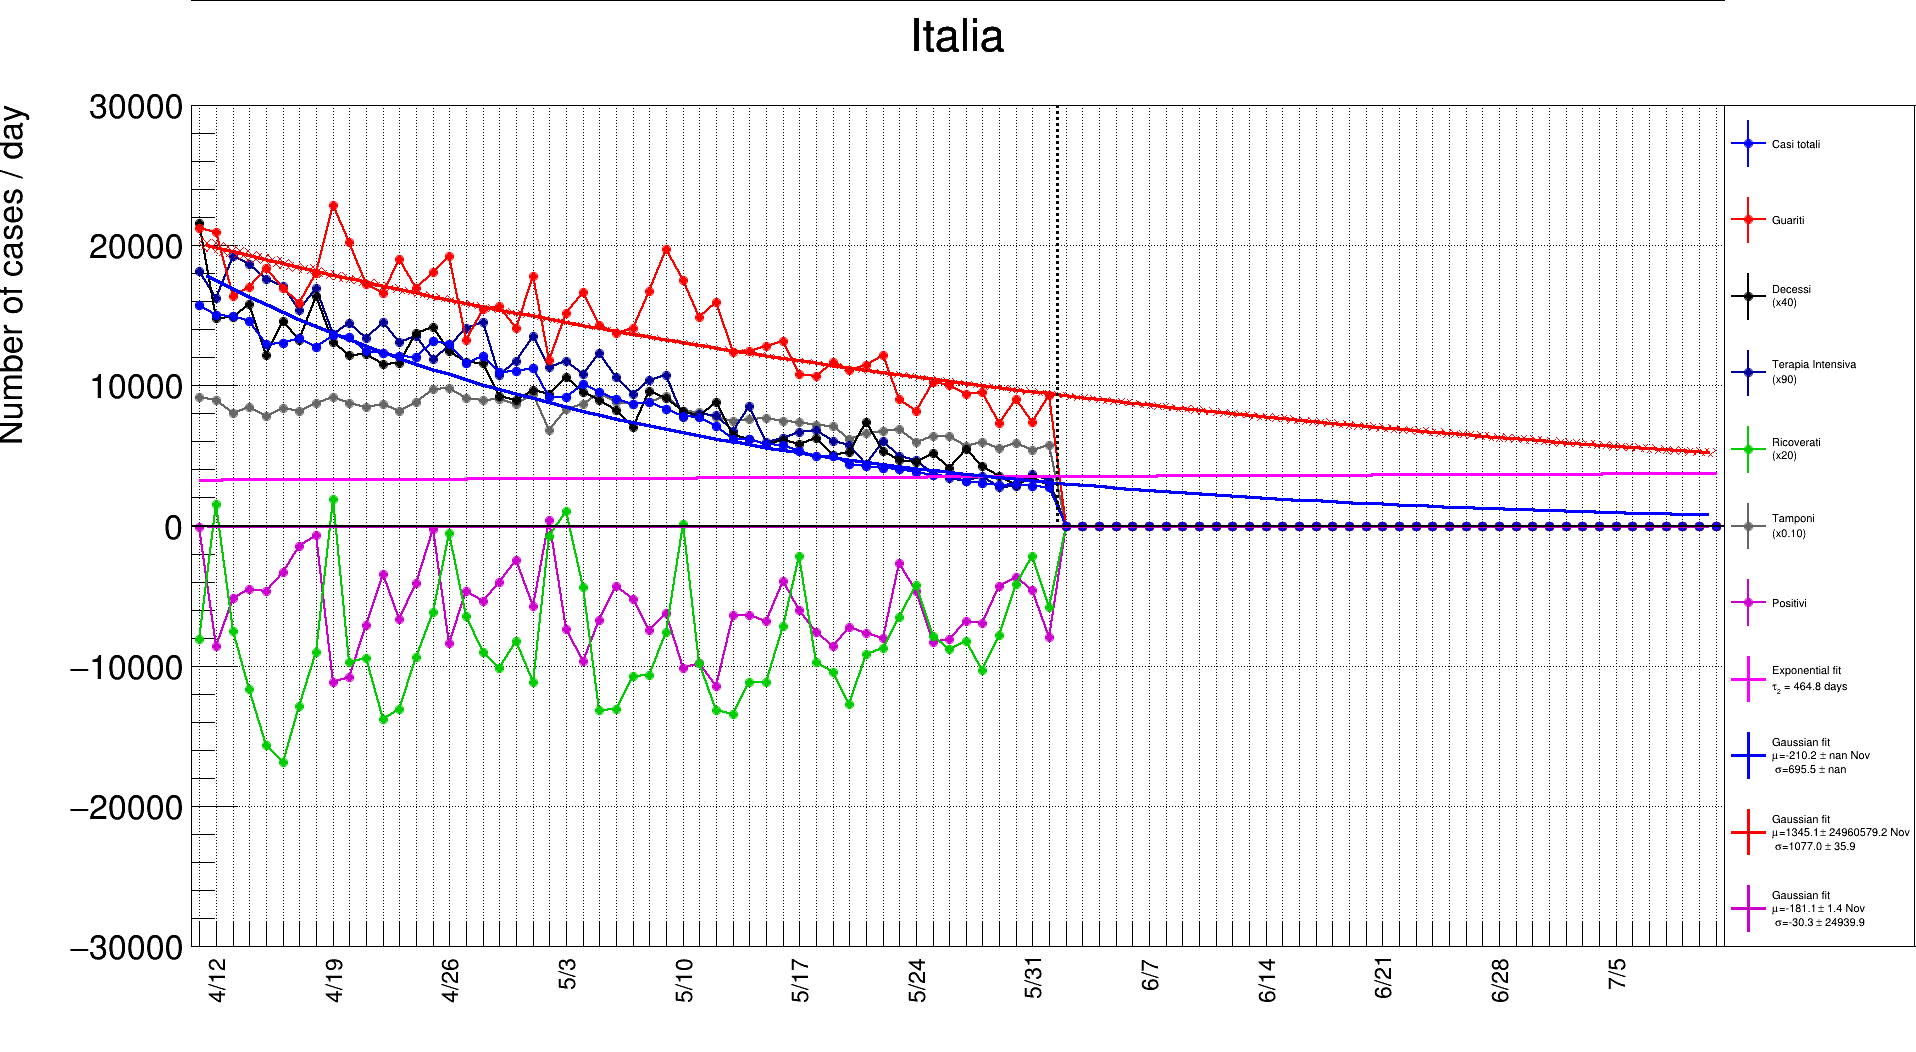 Italia
Number of cases / day
30000
20000
10000
0
−10000
−20000
−30000
4/12
4/19
4/26
5/3
5/10
5/17
5/24
5/31
6/7
6/14
6/21
6/28
7/5
Casi totali
Guariti
Decessi
(x40)
Terapia Intensiva
(x90)
Ricoverati
(x20)
Tamponi
(x0.10)
Positivi
Exponential fit
τ₂ = 464.8 days
Gaussian fit
μ=-210.2 ± nan Nov
σ=695.5 ± nan
Gaussian fit
μ=1345.1 ± 24960579.2 Nov
σ=1077.0 ± 35.9
Gaussian fit
μ=-181.1 ± 1.4 Nov
σ=-30.3 ± 24939.9